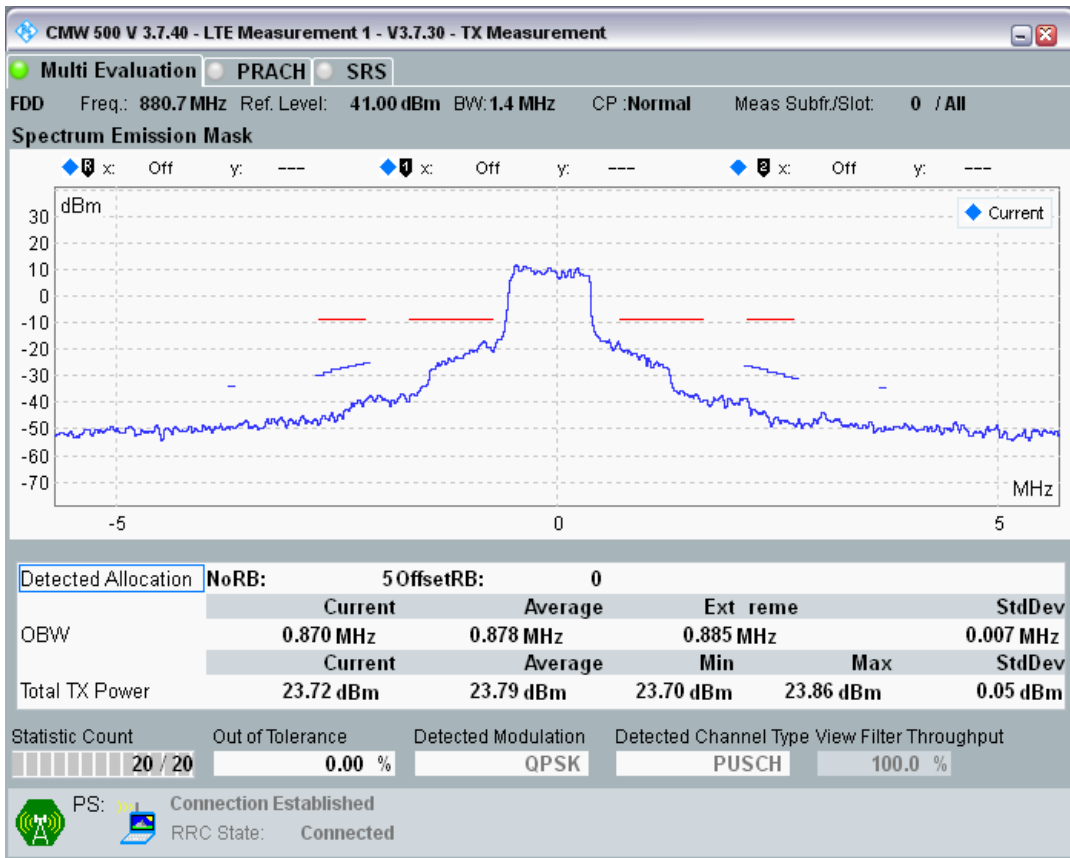 CMW 500 V 3.7.40 - LTE Measurement 1 - V3.7.30 - TX Measurement
Multi Evaluation PRACH SRS
FDD Freq.: 880.7 MHz Ref. Level: 41.00 dBm BW: 1.4 MHz CP :Normal Meas Subfr./Slot: 0 / All
Spectrum Emission Mask
R x: Off y: --- 1 x: Off y: --- 2 x: Off y: ---
dBm
Current
30
20
10
0
-10
-20
-30
-40
-50
-60
-70
MHz
-5 0 5
Detected Allocation NoRB: 5 OffsetRB: 0
Current Average Ext reme StdDev
OBW 0.870 MHz 0.878 MHz 0.885 MHz 0.007 MHz
Current Average Min Max StdDev
Total TX Power 23.72 dBm 23.79 dBm 23.70 dBm 23.86 dBm 0.05 dBm
Statistic Count Out of Tolerance Detected Modulation Detected Channel Type View Filter Throughput
20 / 20 0.00 % QPSK PUSCH 100.0 %
PS: Connection Established
RRC State: Connected